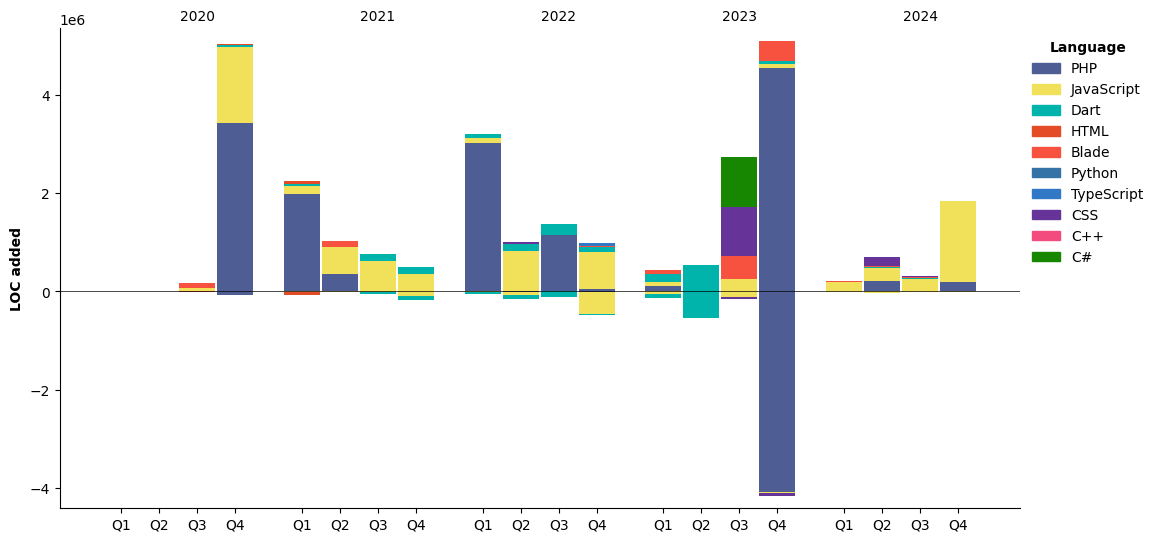 1e6
2020 2021 2022 2023 2024
Language
PHP
JavaScript
Dart
HTML
Blade
Python
TypeScript
CSS
C++
C#
LOC added
4
2
0
−2
−4
Q1 Q2 Q3 Q4 Q1 Q2 Q3 Q4 Q1 Q2 Q3 Q4 Q1 Q2 Q3 Q4 Q1 Q2 Q3 Q4